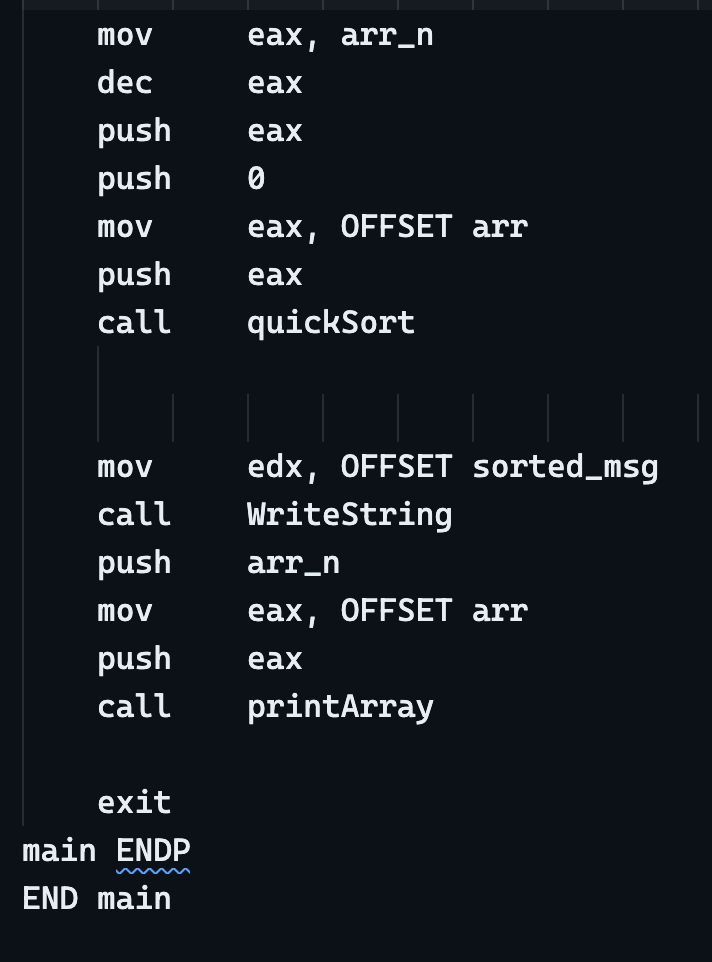 mov eax, arr_n
dec eax
push eax
push 0
mov eax, OFFSET arr
push eax
call quickSort
mov edx, OFFSET sorted_msg
call WriteString
push arr_n
mov eax, OFFSET arr
push eax
call printArray
exit
main ENDP
END main